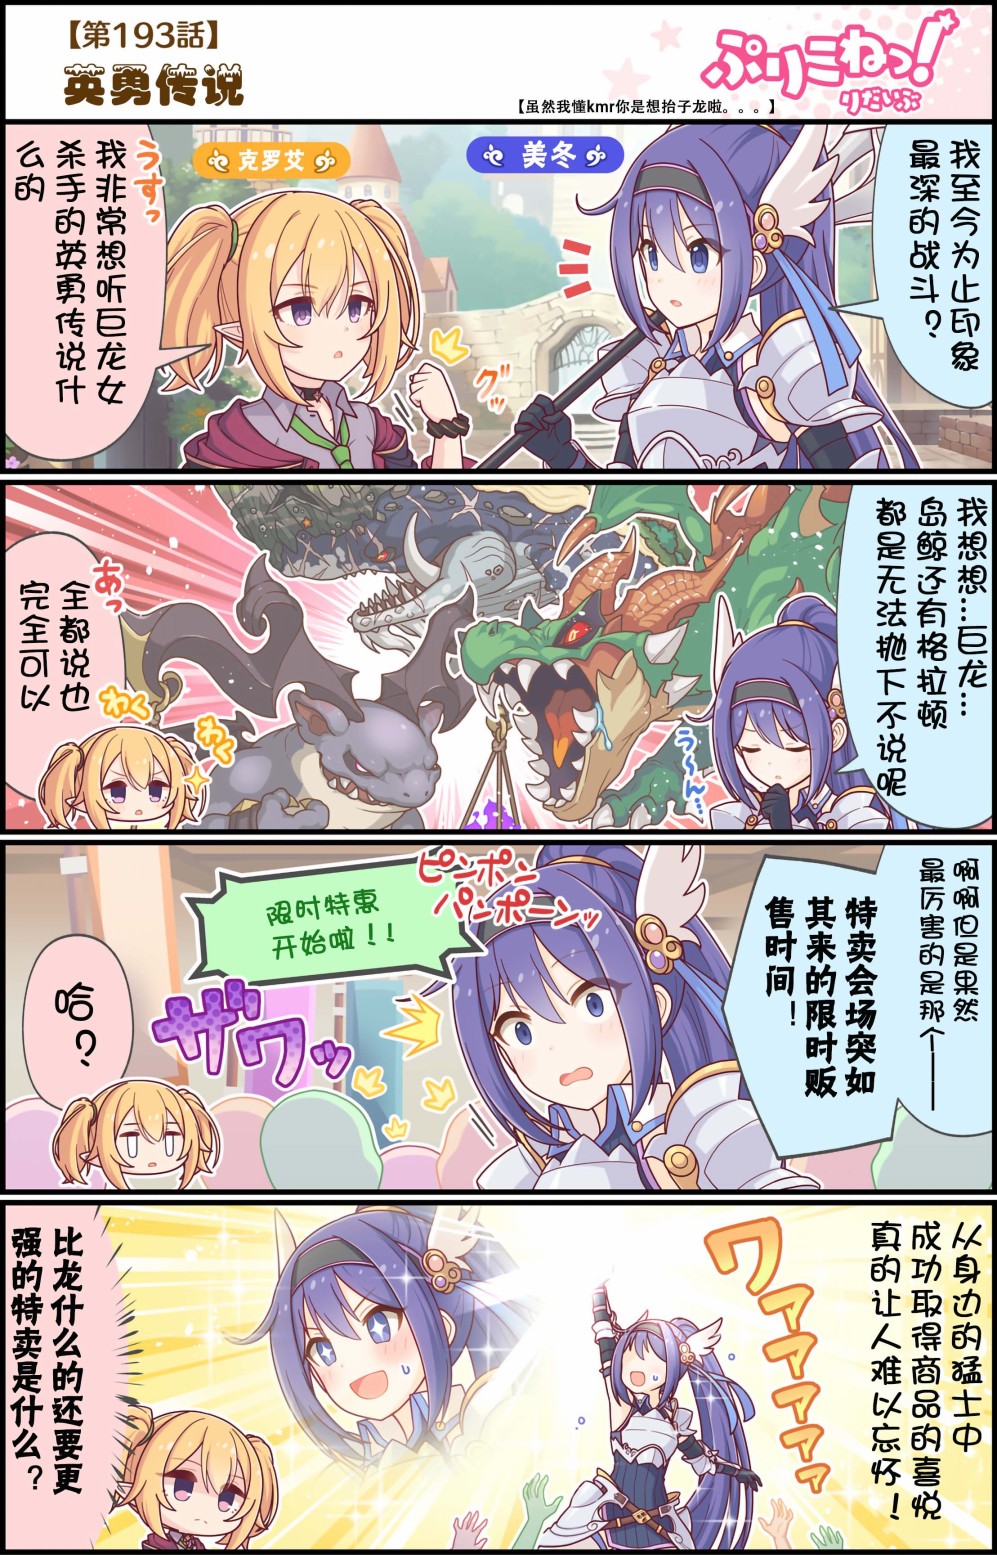 【第193話】
英勇传说
ぷりこねっ!
りだいぶ
【虽然我懂kmr你是想抬子龙啦。。。】
美冬
克罗艾
我至今为止印象
最深的战斗?
うすっ
我非常想听巨龙女
杀手的英勇传说什
么的
グッ
我想想…巨龙…
岛鲸还有格拉顿
都是无法抛下不说呢
う~ん…
あっ
全都说也
完全可以
わく
わく
啊啊但是果然
最厉害的是那个——
特卖会场突如
其来的限时贩
售时间!
ピンポン
パンポーンッ
限时特惠
开始啦!!
ザワッ
哈?
从身边的猛士中
成功取得商品的喜悦
真的让人难以忘怀!
ワァァァァァァ
比龙什么的还要更
强的特卖是什么?